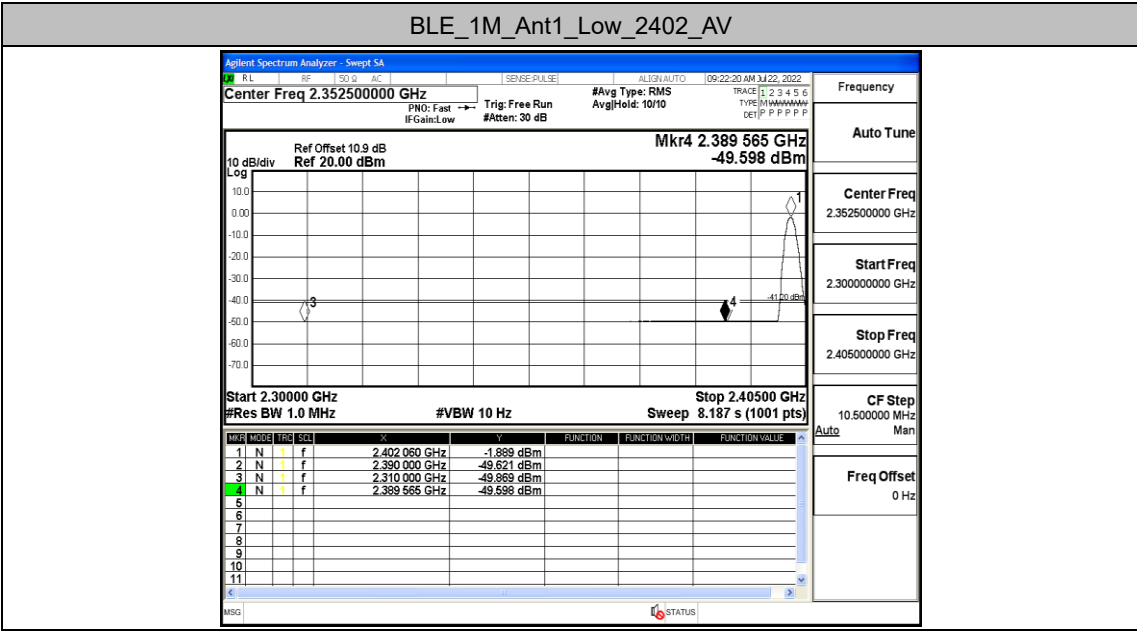 BLE_1M_Ant1_Low_2402_AV
Agilent Spectrum Analyzer - Swept SA
LXI RL RF 50 Ω AC SENSE:PULSE ALIGN AUTO 09:22:20 AM Jul 22, 2022
Center Freq 2.352500000 GHz
PNO: Fast
IFGain:Low
Trig: Free Run
#Atten: 30 dB
#Avg Type: RMS
Avg|Hold: 10/10
TRACE 1 2 3 4 5 6
TYPE MWWWWW
DET P P P P P P
Ref Offset 10.9 dB
10 dB/div Ref 20.00 dBm
Log
Mkr4 2.389 565 GHz
-49.598 dBm
10.0
0.00
-10.0
-20.0
-30.0
-40.0
-50.0
-60.0
-70.0
1
3
4
-41.20 dBm
Start 2.30000 GHz Stop 2.40500 GHz
#Res BW 1.0 MHz #VBW 10 Hz Sweep 8.187 s (1001 pts)
MKR MODE TRC SCL X Y FUNCTION FUNCTION WIDTH FUNCTION VALUE
1 N 1 f 2.402 060 GHz -1.889 dBm
2 N 1 f 2.390 000 GHz -49.621 dBm
3 N 1 f 2.310 000 GHz -49.869 dBm
4 N 1 f 2.389 565 GHz -49.598 dBm
5
6
7
8
9
10
11
MSG STATUS
Frequency
Auto Tune
Center Freq
2.352500000 GHz
Start Freq
2.300000000 GHz
Stop Freq
2.405000000 GHz
CF Step
10.500000 MHz
Auto Man
Freq Offset
0 Hz